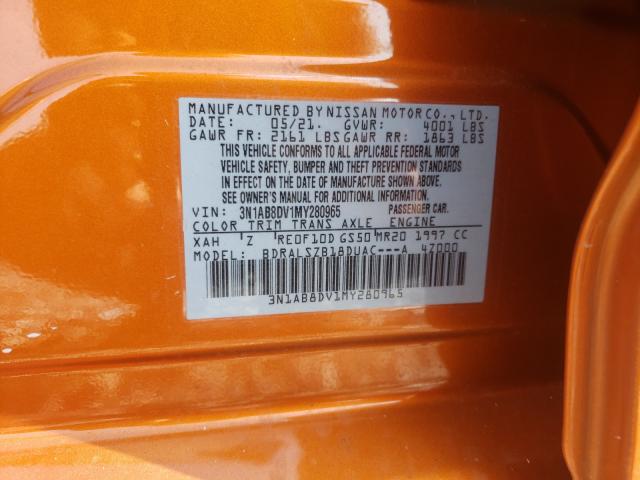 MANUFACTURED BY NISSAN MOTOR CO., LTD.
DATE: 05/21. GVWR: 4001 LBS
GAWR FR: 2161 LBS GAWR RR: 1863 LBS
THIS VEHICLE CONFORMS TO ALL APPLICABLE FEDERAL MOTOR
VEHICLE SAFETY, BUMPER AND THEFT PREVENTION STANDARDS
IN EFFECT ON THE DATE OF MANUFACTURE SHOWN ABOVE.
SEE OWNER'S MANUAL FOR ADDITIONAL INFORMATION.
VIN: 3N1AB8DV1MY280965 PASSENGER CAR.
COLOR TRIM TRANS AXLE ENGINE
XAH Z RE0F10D GS50 MR20 1997 CC
MODEL: BDRALSZB18DUAC---A 4Z000
3N1AB8DV1MY280965